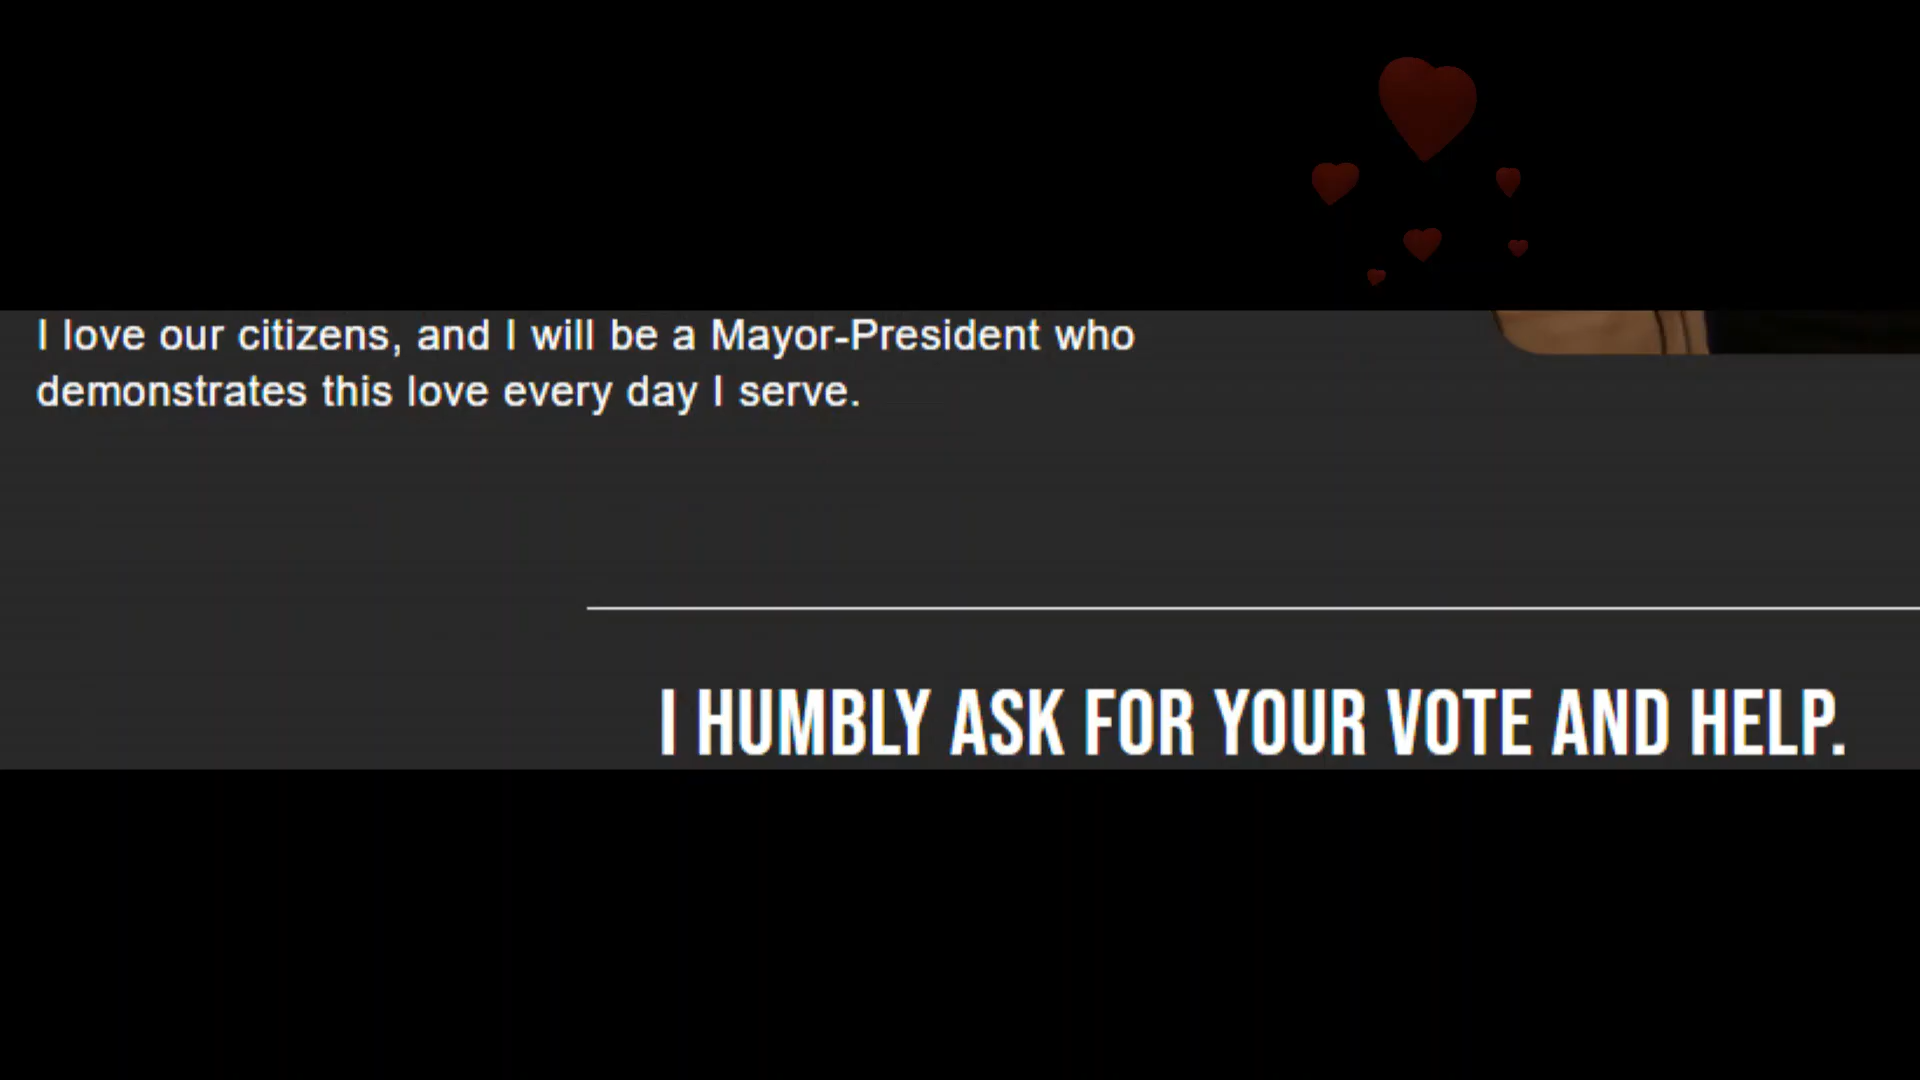 I love our citizens, and I will be a Mayor-President who
demonstrates this love every day I serve.
I HUMBLY ASK FOR YOUR VOTE AND HELP.